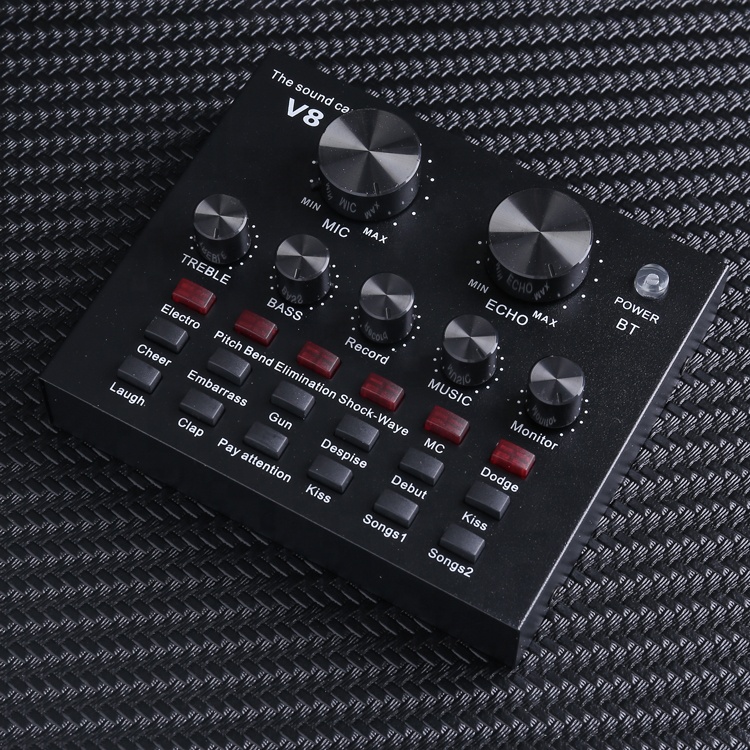 The sound ca
V8
MIN
MIC
MAX
MIN
ECHO
MAX
POWER
BT
TREBLE
BASS
Record
MUSIC
Monitor
Electro
Pitch Bend
Elimination
Shock-Waye
MC
Dodge
Cheer
Embarrass
Gun
Despise
Debut
Kiss
Laugh
Clap
Pay attention
Kiss
Songs1
Songs2